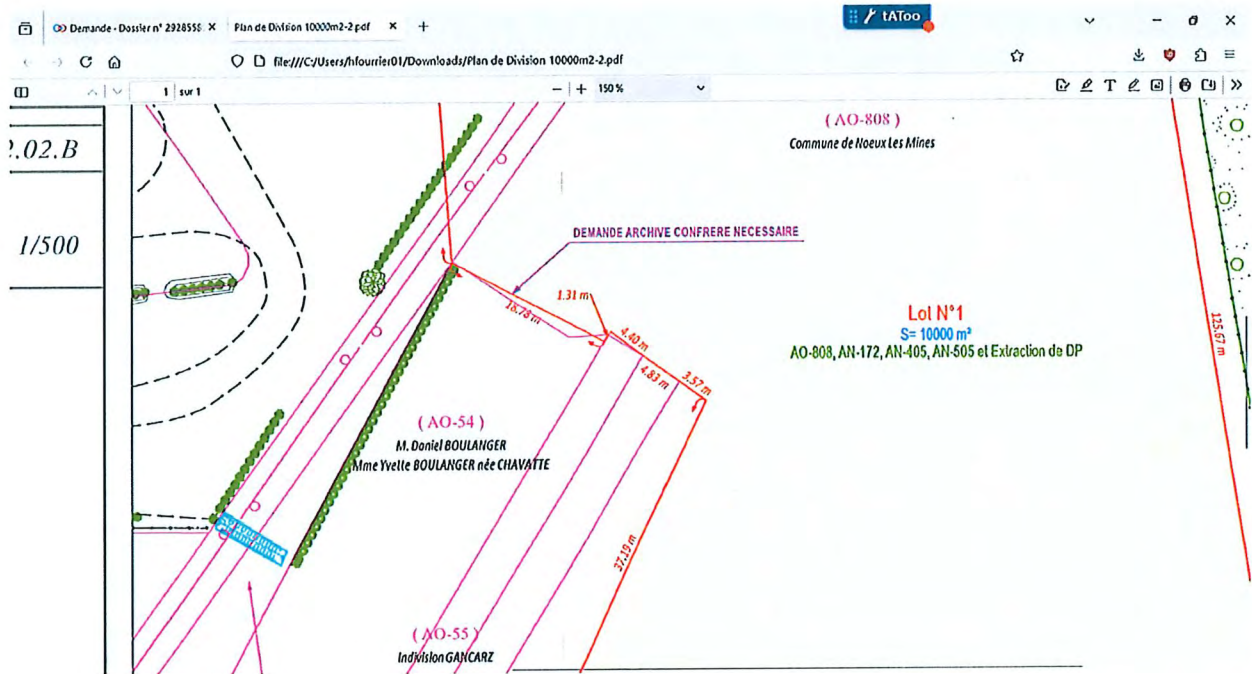 tAToo
Demande - Dossier n° 2928558
Plan de Division 10000m2-2.pdf
file:///C:/Users/hfourrier01/Downloads/Plan de Division 10000m2-2.pdf
1 sur 1
150 %
2.02.B
1/500
( AO-808 )
Commune de Noeux Les Mines
DEMANDE ARCHIVE CONFRERE NECESSAIRE
1.31 m
18.78 m
4.40 m
4.83 m
3.57 m
Lot N°1
S= 10000 m²
AO-808, AN-172, AN-405, AN-505 et Extraction de DP
125.67 m
( AO-54 )
M. Daniel BOULANGER
Mme Yvette BOULANGER née CHAVATTE
37.19 m
( AO-55 )
Indivision GANCARZ